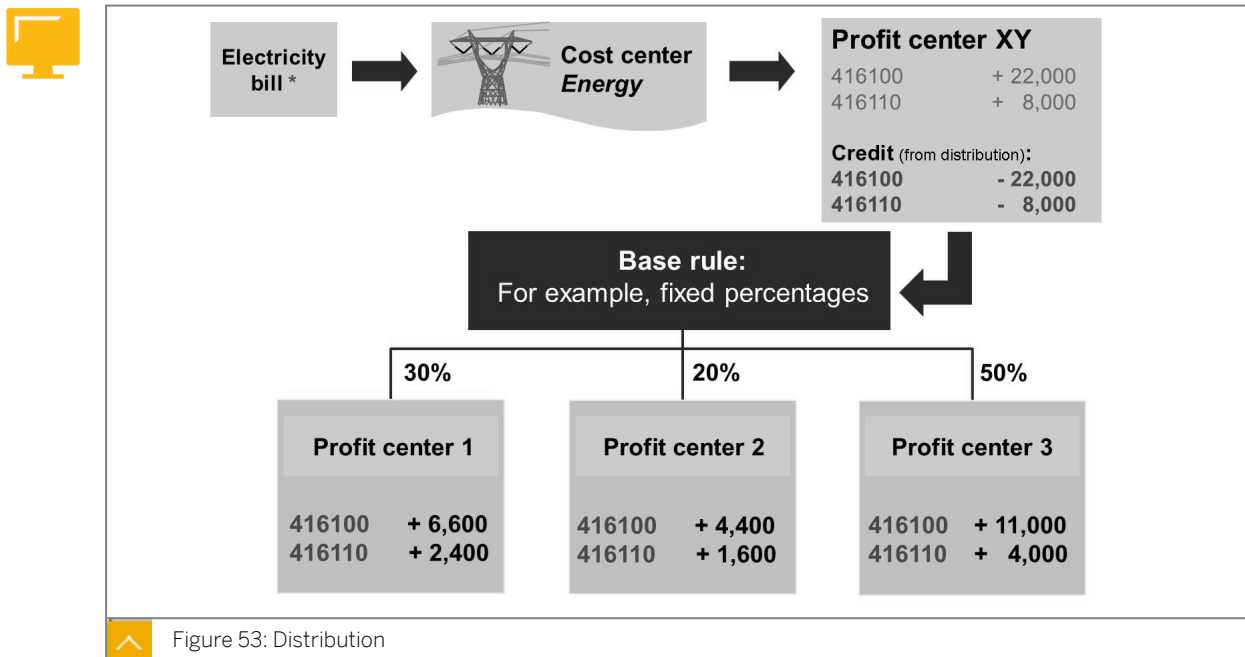 Electricity
bill *
Cost center
Energy
Profit center XY
416100 + 22,000
416110 + 8,000
Credit (from distribution):
416100 - 22,000
416110 - 8,000
Base rule:
For example, fixed percentages
30%
20%
50%
Profit center 1
416100 + 6,600
416110 + 2,400
Profit center 2
416100 + 4,400
416110 + 1,600
Profit center 3
416100 + 11,000
416110 + 4,000
Figure 53: Distribution